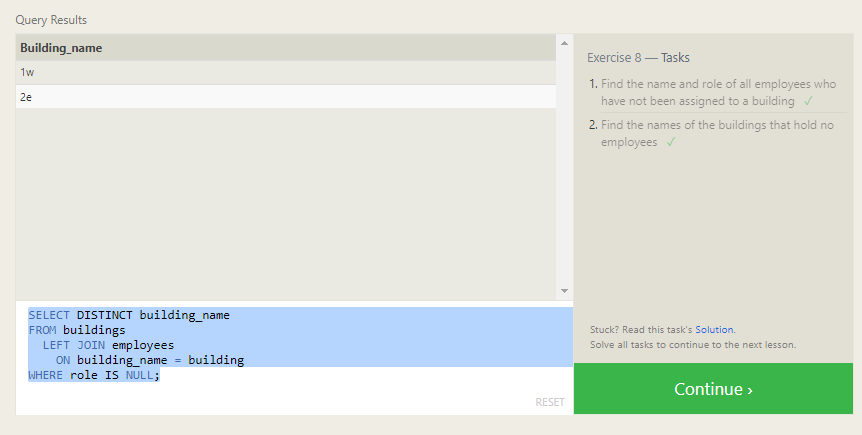 Query Results
Building_name
1w
2e
SELECT DISTINCT building_name
FROM buildings
LEFT JOIN employees
ON building_name = building
WHERE role IS NULL;
RESET
Exercise 8 — Tasks
1. Find the name and role of all employees who
have not been assigned to a building ✓
2. Find the names of the buildings that hold no
employees ✓
Stuck? Read this task's Solution.
Solve all tasks to continue to the next lesson.
Continue ›